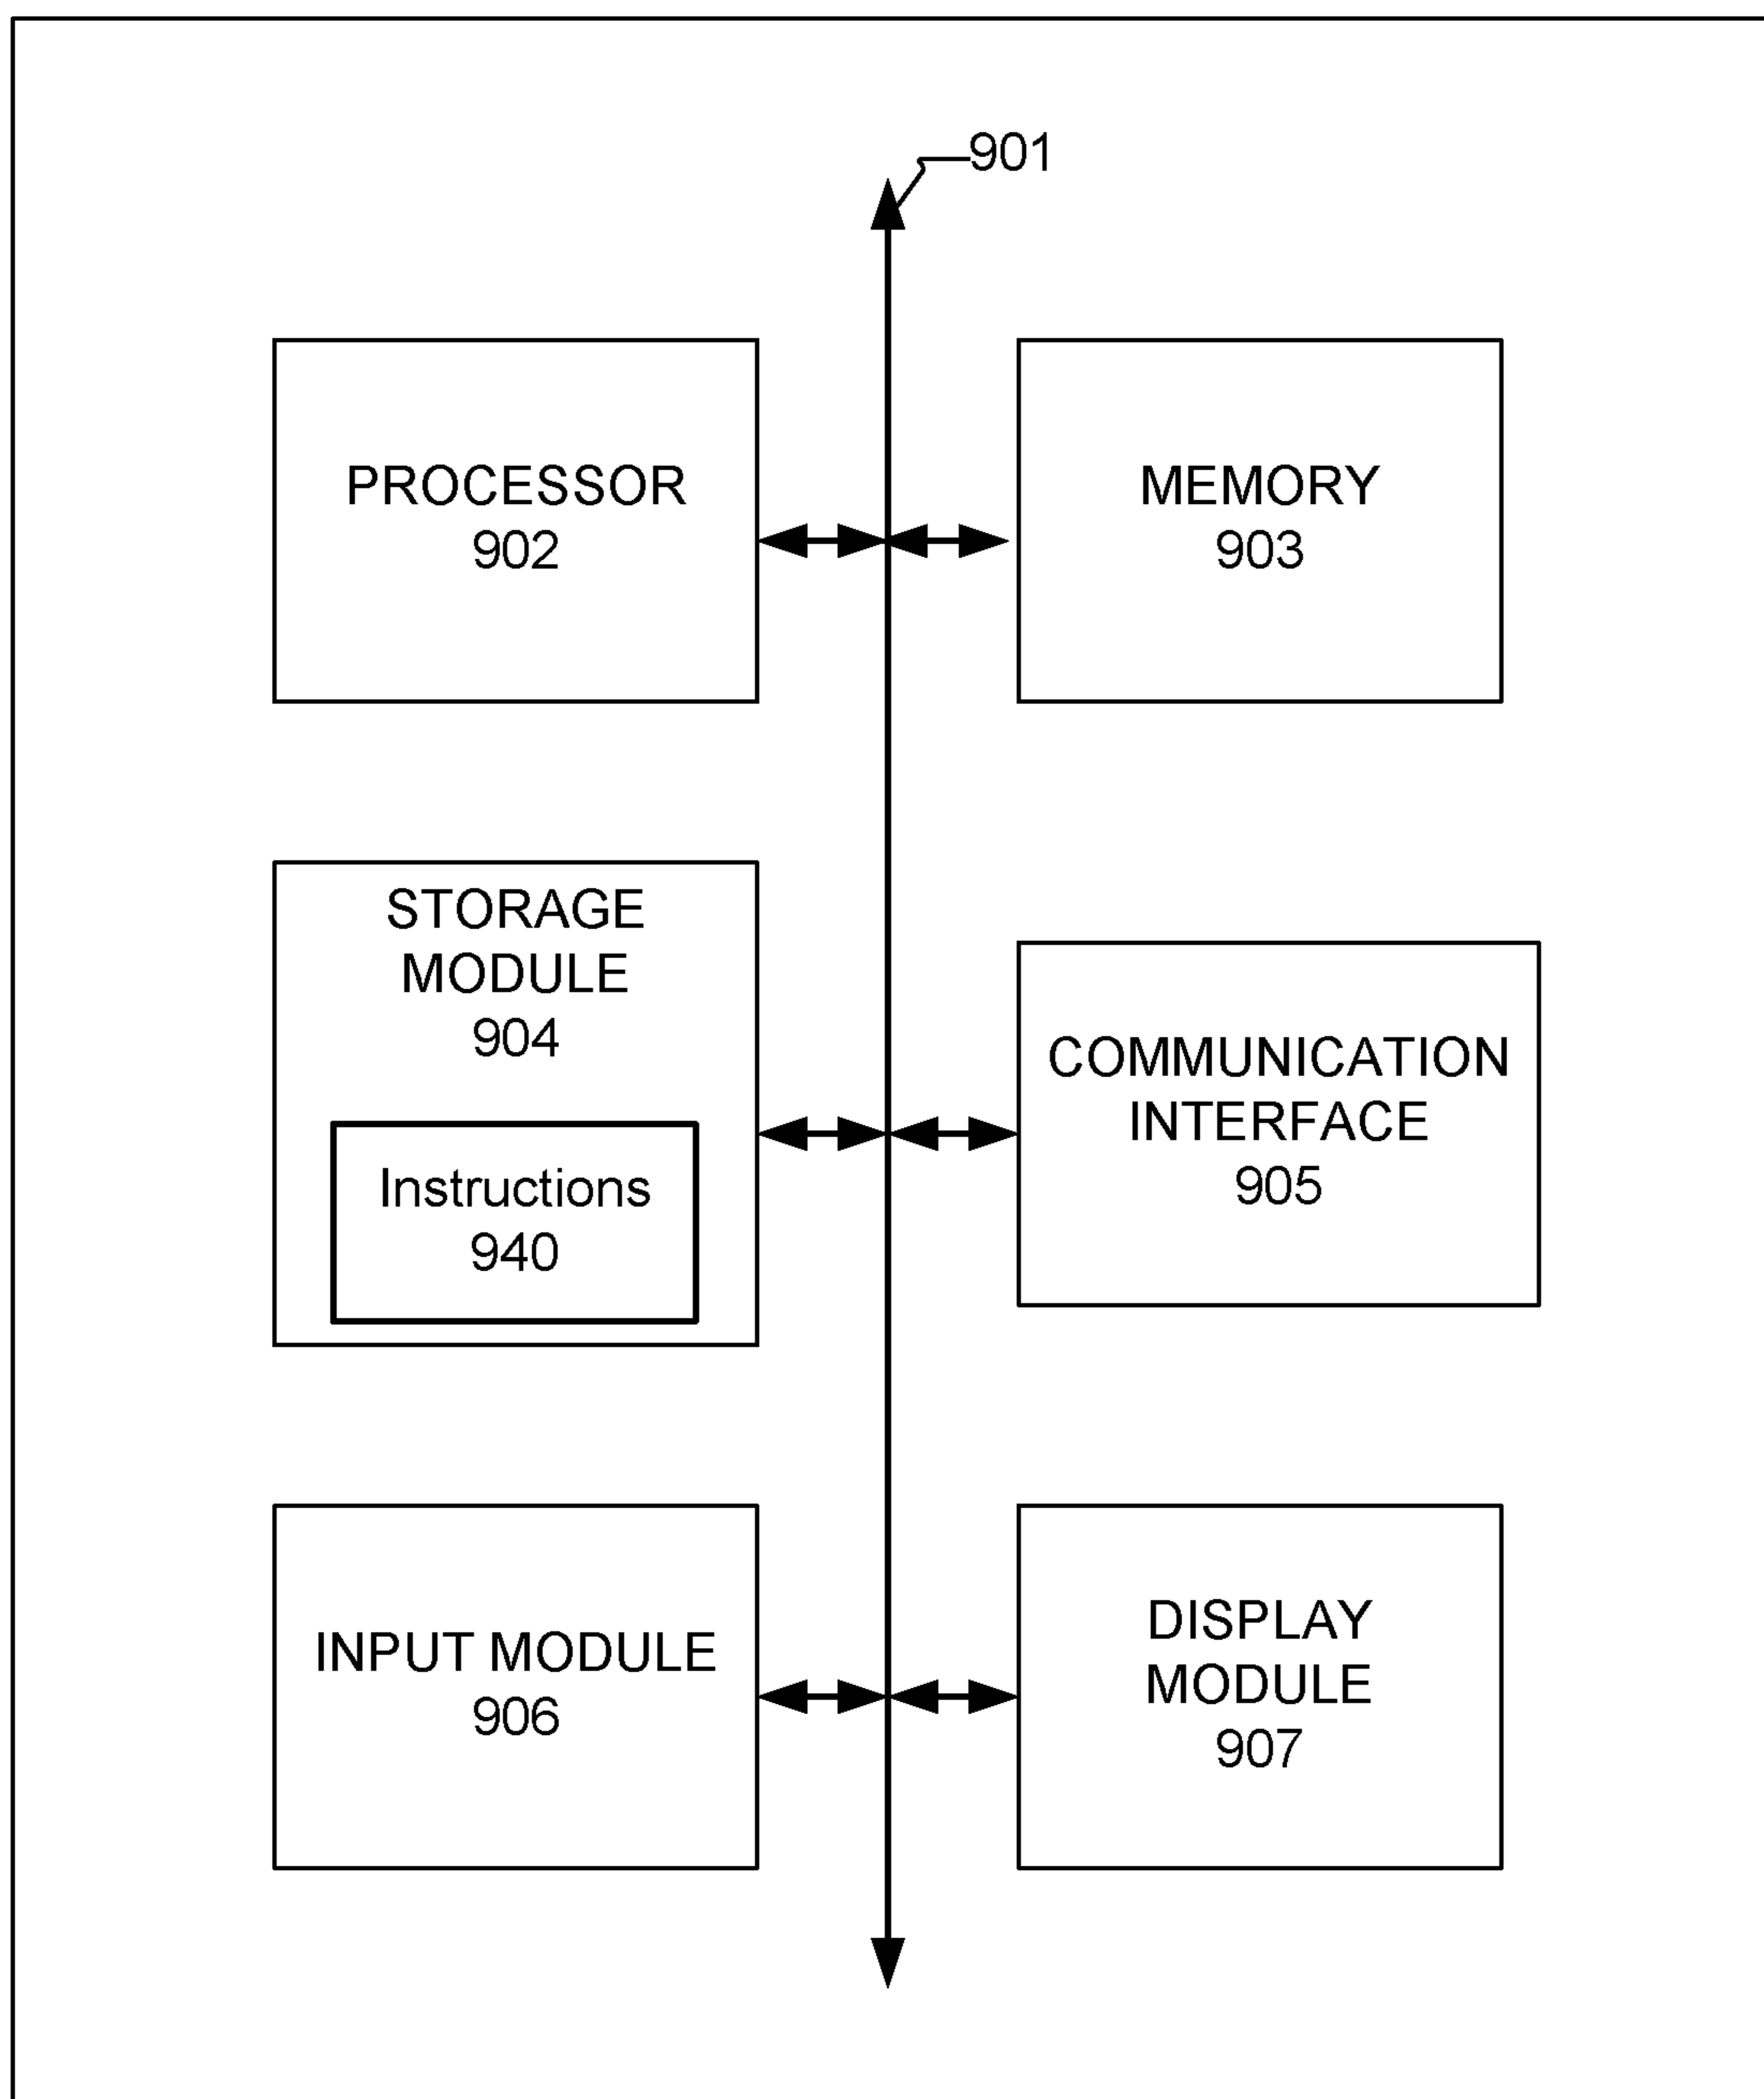 901
PROCESSOR
902
MEMORY
903
STORAGE
MODULE
904
Instructions
940
COMMUNICATION
INTERFACE
905
INPUT MODULE
906
DISPLAY
MODULE
907